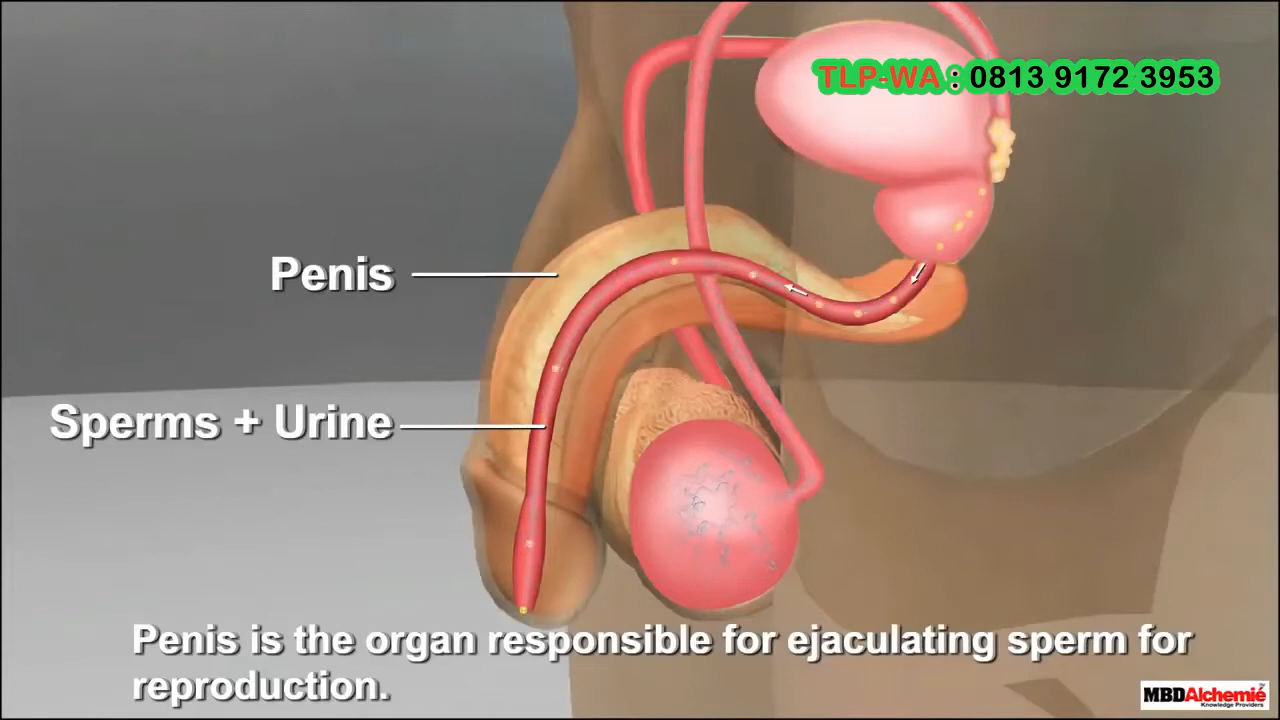 TLP-WA : 0813 9172 3953
Penis
Sperms + Urine
Penis is the organ responsible for ejaculating sperm for
reproduction.
MBDAlchemie
Knowledge Providers